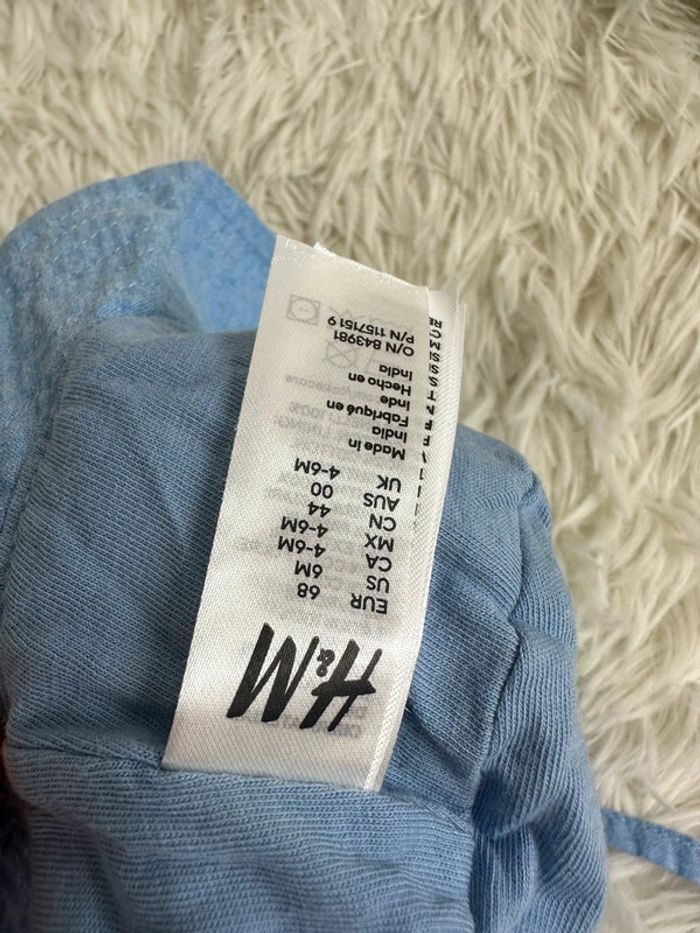 H&M
EUR 68
US 6M
CA 4-6M
MX 4-6M
CN 44
AUS 00
UK 4-6M
Made in
India
Fabriqué en
Inde
Hecho en
India
O/N 843981
P/N 1157151 9